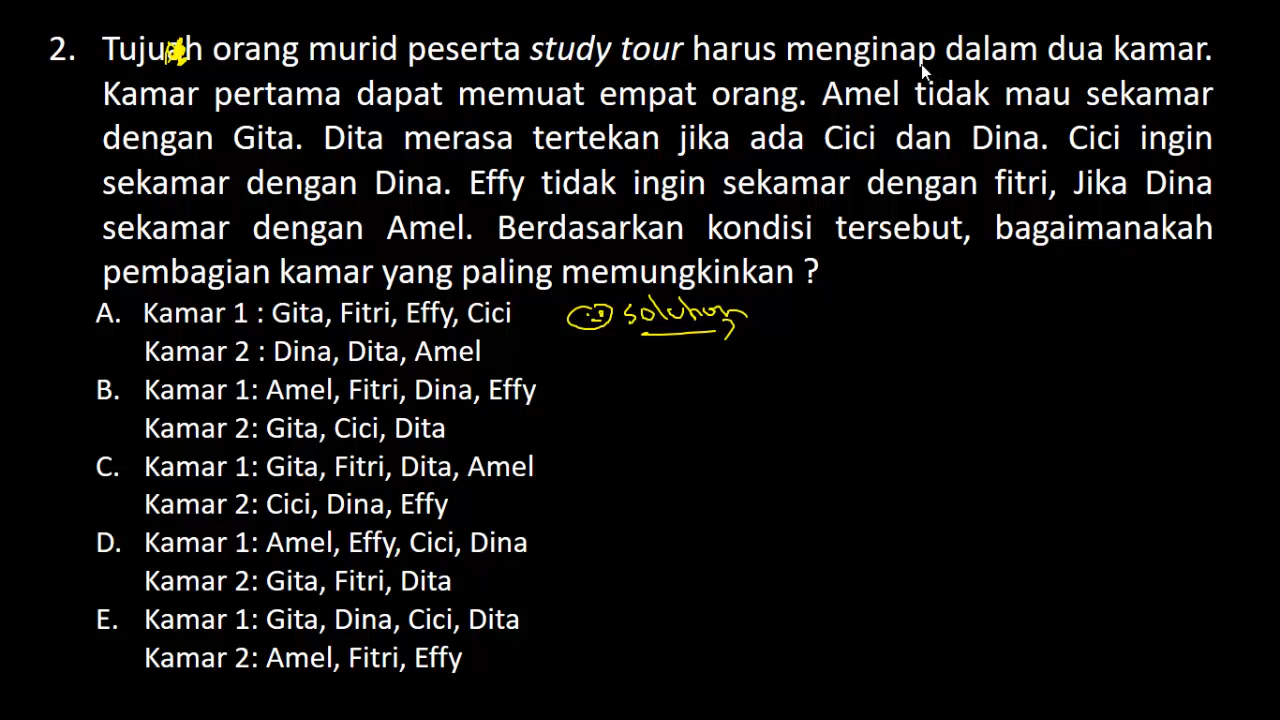 2. Tujuh orang murid peserta study tour harus menginap dalam dua kamar.
Kamar pertama dapat memuat empat orang. Amel tidak mau sekamar
dengan Gita. Dita merasa tertekan jika ada Cici dan Dina. Cici ingin
sekamar dengan Dina. Effy tidak ingin sekamar dengan fitri, Jika Dina
sekamar dengan Amel. Berdasarkan kondisi tersebut, bagaimanakah
pembagian kamar yang paling memungkinkan ?
A. Kamar 1 : Gita, Fitri, Effy, Cici solution
Kamar 2 : Dina, Dita, Amel
B. Kamar 1: Amel, Fitri, Dina, Effy
Kamar 2: Gita, Cici, Dita
C. Kamar 1: Gita, Fitri, Dita, Amel
Kamar 2: Cici, Dina, Effy
D. Kamar 1: Amel, Effy, Cici, Dina
Kamar 2: Gita, Fitri, Dita
E. Kamar 1: Gita, Dina, Cici, Dita
Kamar 2: Amel, Fitri, Effy